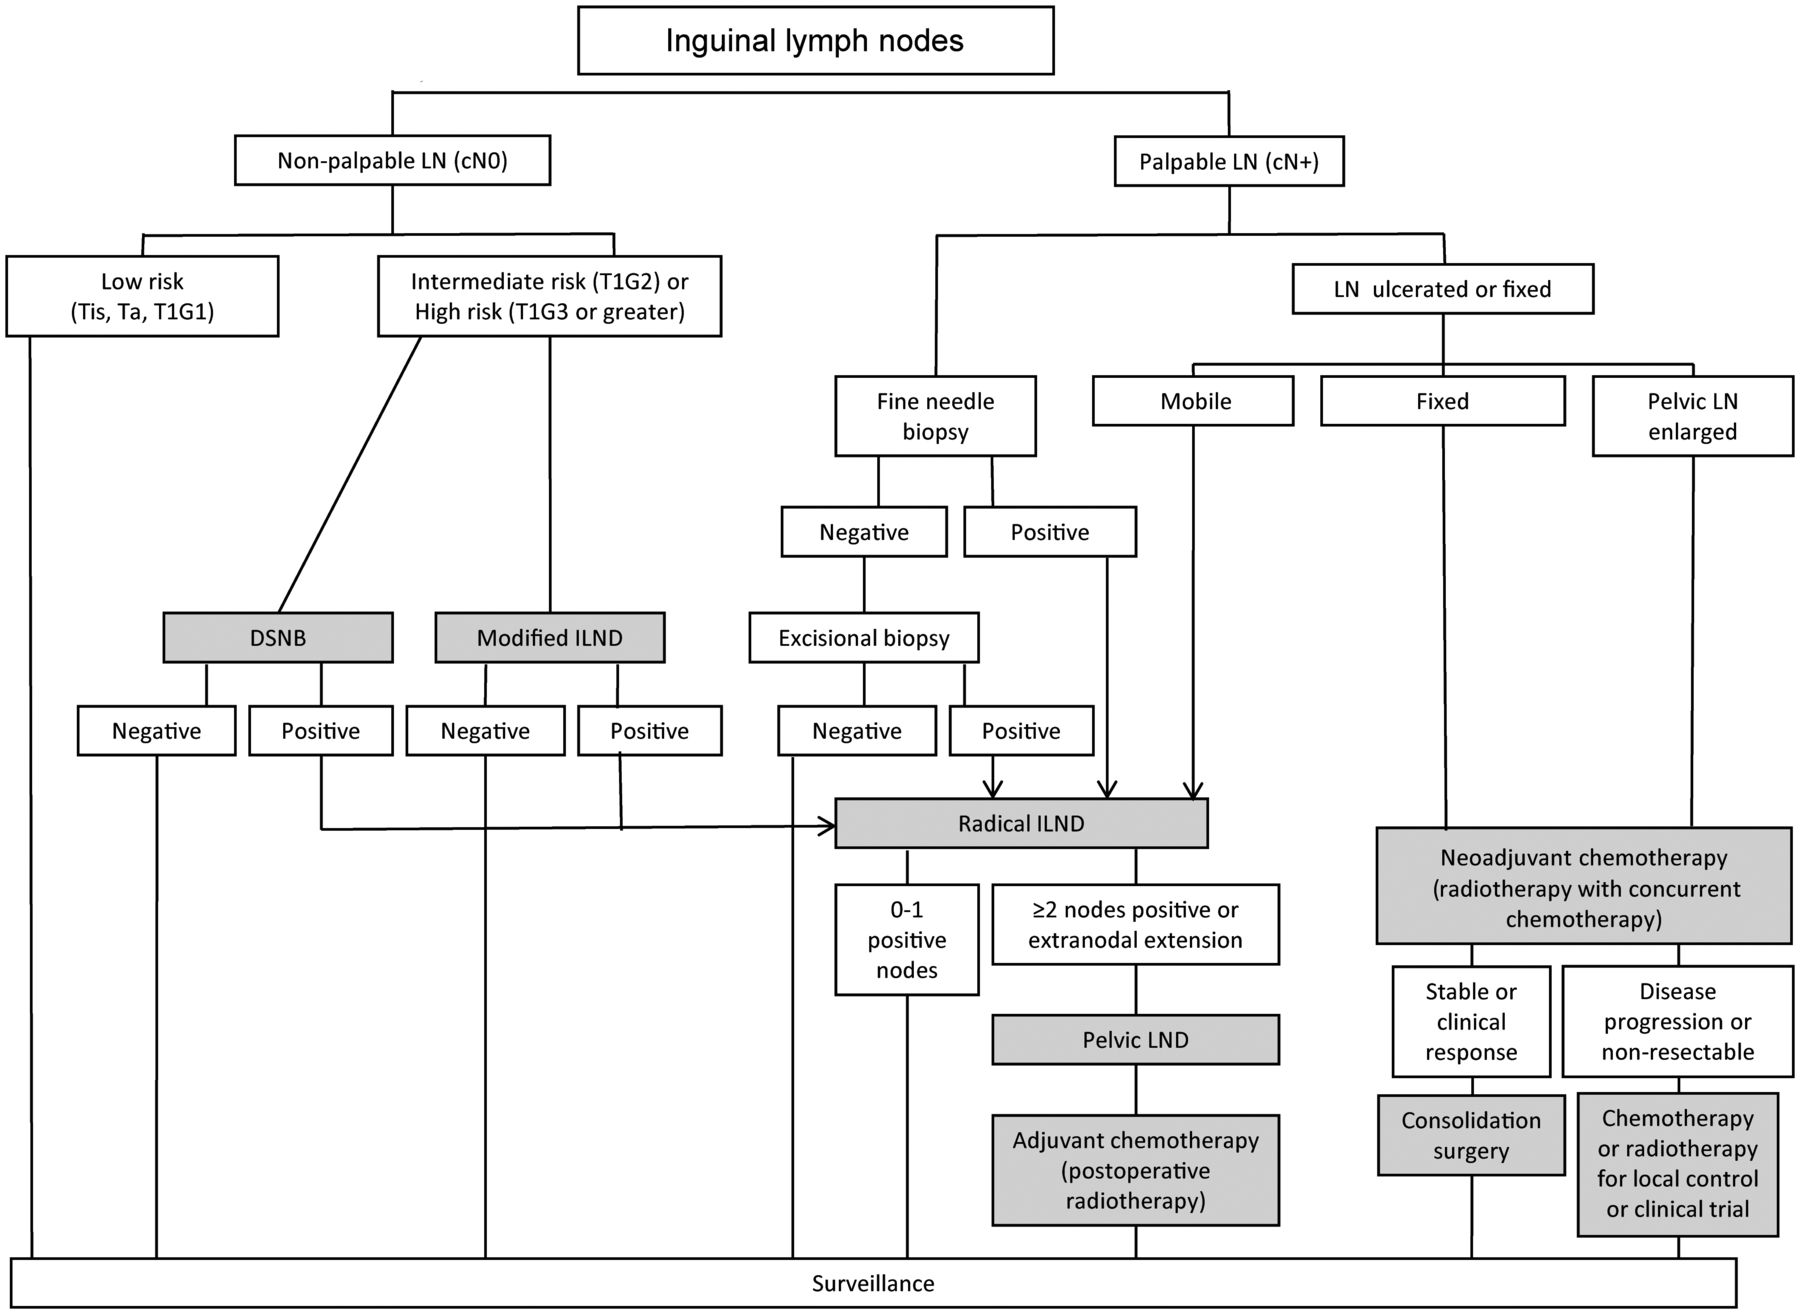 Inguinal lymph nodes
Non-palpable LN (cN0)
Palpable LN (cN+)
Low risk
(Tis, Ta, T1G1)
Intermediate risk (T1G2) or
High risk (T1G3 or greater)
LN ulcerated or fixed
Fine needle
biopsy
Mobile
Fixed
Pelvic LN
enlarged
Negative
Positive
DSNB
Modified ILND
Excisional biopsy
Negative
Positive
Negative
Positive
Negative
Positive
Radical ILND
Neoadjuvant chemotherapy
(radiotherapy with concurrent
chemotherapy)
0-1
positive
nodes
≥2 nodes positive or
extranodal extension
Stable or
clinical
response
Disease
progression or
non-resectable
Pelvic LND
Consolidation
surgery
Chemotherapy
or radiotherapy
for local control
or clinical trial
Adjuvant chemotherapy
(postoperative
radiotherapy)
Surveillance